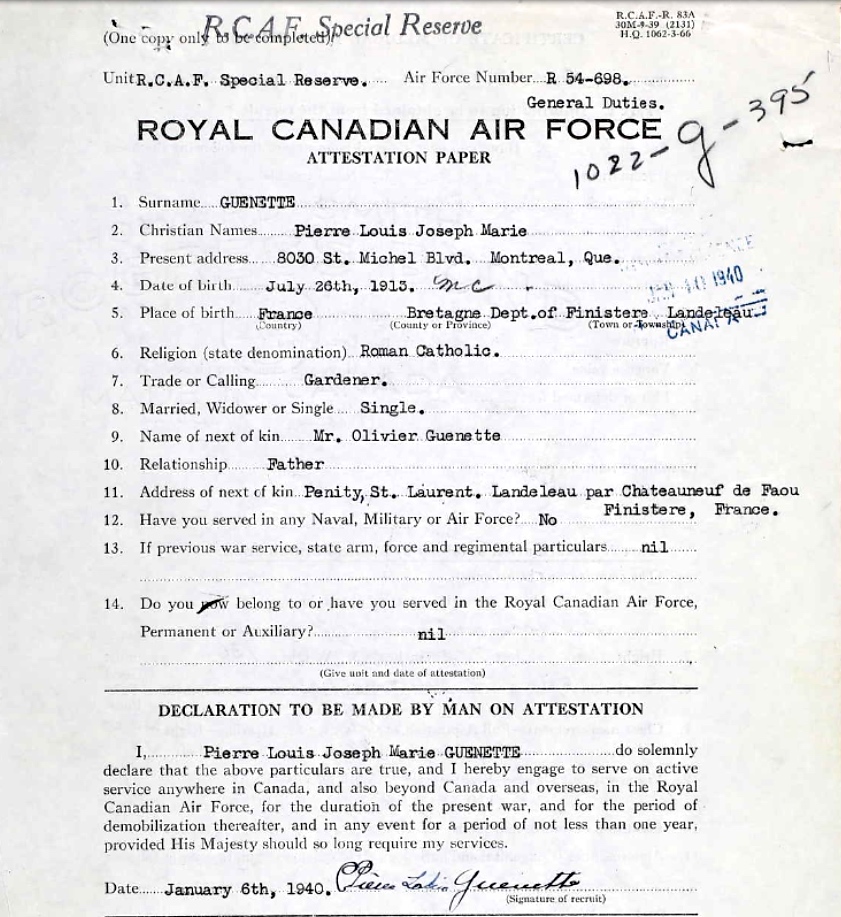 R.C.A.F. Special Reserve
(One copy only to be completed)
R.C.A.F.-R. 83A
30M-9-39 (2131)
H.Q. 1062-3-66
Unit R.C.A.F. Special Reserve. Air Force Number R 54-698.
General Duties.
ROYAL CANADIAN AIR FORCE
1022-G-395
ATTESTATION PAPER
1. Surname GUENETTE
2. Christian Names Pierre Louis Joseph Marie
3. Present address 8030 St. Michel Blvd. Montreal, Que.
4. Date of birth July 26th, 1913. mc
JAN 10 1940
5. Place of birth France Bretagne Dept.of Finistere Landeleau
(Country) (County or Province) (Town or Township)
CANADA
6. Religion (state denomination) Roman Catholic.
7. Trade or Calling Gardener.
8. Married, Widower or Single Single.
9. Name of next of kin Mr. Olivier Guenette
10. Relationship Father
11. Address of next of kin Penity, St. Laurent. Landeleau par Chateauneuf de Faou
Finistere, France.
12. Have you served in any Naval, Military or Air Force? No
13. If previous war service, state arm, force and regimental particulars nil
14. Do you now belong to or have you served in the Royal Canadian Air Force,
Permanent or Auxiliary? nil
(Give unit and date of attestation)
DECLARATION TO BE MADE BY MAN ON ATTESTATION
I, Pierre Louis Joseph Marie GUENETTE do solemnly
declare that the above particulars are true, and I hereby engage to serve on active
service anywhere in Canada, and also beyond Canada and overseas, in the Royal
Canadian Air Force, for the duration of the present war, and for the period of
demobilization thereafter, and in any event for a period of not less than one year,
provided His Majesty should so long require my services.
Date January 6th, 1940. Pierre Louis Guenette
(Signature of recruit)